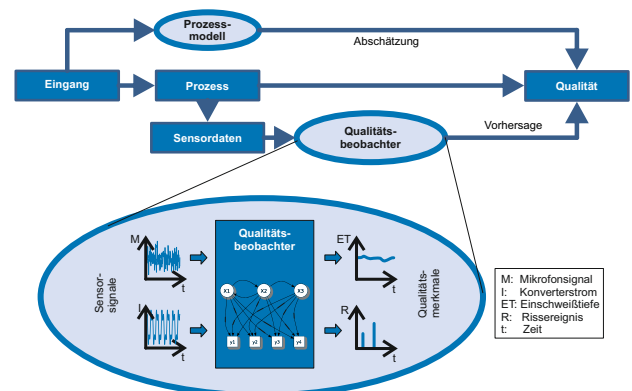 Prozess-
modell
Abschätzung
Eingang
Prozess
Qualität
Sensordaten
Qualitäts-
beobachter
Vorhersage
Sensor-
signale
M
t
I
t
Qualitäts-
beobachter
X1
X2
X3
y1
y2
y3
y4
ET
t
R
t
Qualitäts-
merkmale
M: Mikrofonsignal
I: Konverterstrom
ET: Einschweißtiefe
R: Rissereignis
t: Zeit